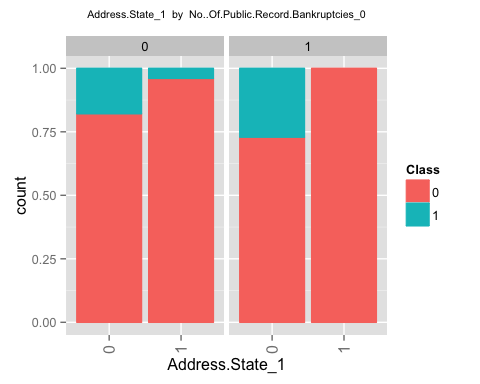 Address.State_1 by No..Of.Public.Record.Bankruptcies_0
0 1
1.00
0.75
0.50
0.25
0.00
count
0 1 0 1
Address.State_1
Class
0
1